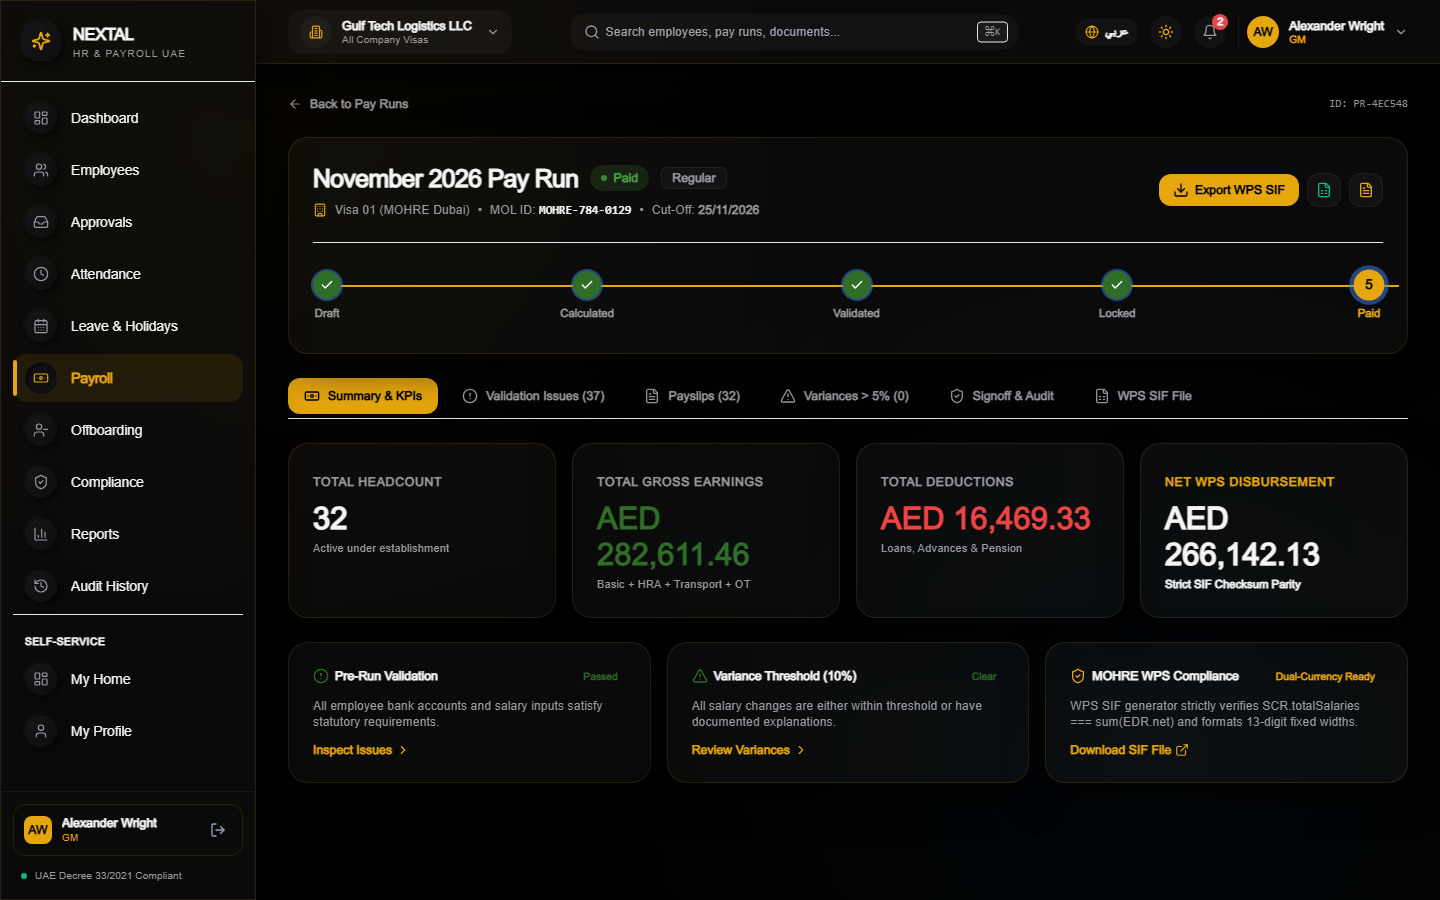 NEXTAL
HR & PAYROLL UAE
Dashboard
Employees
Approvals
Attendance
Leave & Holidays
Payroll
Offboarding
Compliance
Reports
Audit History
SELF-SERVICE
My Home
My Profile
AW
Alexander Wright
GM
UAE Decree 33/2021 Compliant
Gulf Tech Logistics LLC
All Company Visas
Search employees, pay runs, documents...
⌘K
عربي
2
AW
Alexander Wright
GM
Back to Pay Runs
ID: PR-4EC548
November 2026 Pay Run
Paid
Regular
Visa 01 (MOHRE Dubai) • MOL ID: MOHRE-784-0129 • Cut-Off: 25/11/2026
Export WPS SIF
5
Draft
Calculated
Validated
Locked
Paid
Summary & KPIs
Validation Issues (37)
Payslips (32)
Variances > 5% (0)
Signoff & Audit
WPS SIF File
TOTAL HEADCOUNT
32
Active under establishment
TOTAL GROSS EARNINGS
AED
282,611.46
Basic + HRA + Transport + OT
TOTAL DEDUCTIONS
AED 16,469.33
Loans, Advances & Pension
NET WPS DISBURSEMENT
AED
266,142.13
Strict SIF Checksum Parity
Pre-Run Validation
Passed
All employee bank accounts and salary inputs satisfy
statutory requirements.
Inspect Issues
Variance Threshold (10%)
Clear
All salary changes are either within threshold or have
documented explanations.
Review Variances
MOHRE WPS Compliance
Dual-Currency Ready
WPS SIF generator strictly verifies SCR.totalSalaries
=== sum(EDR.net) and formats 13-digit fixed widths.
Download SIF File